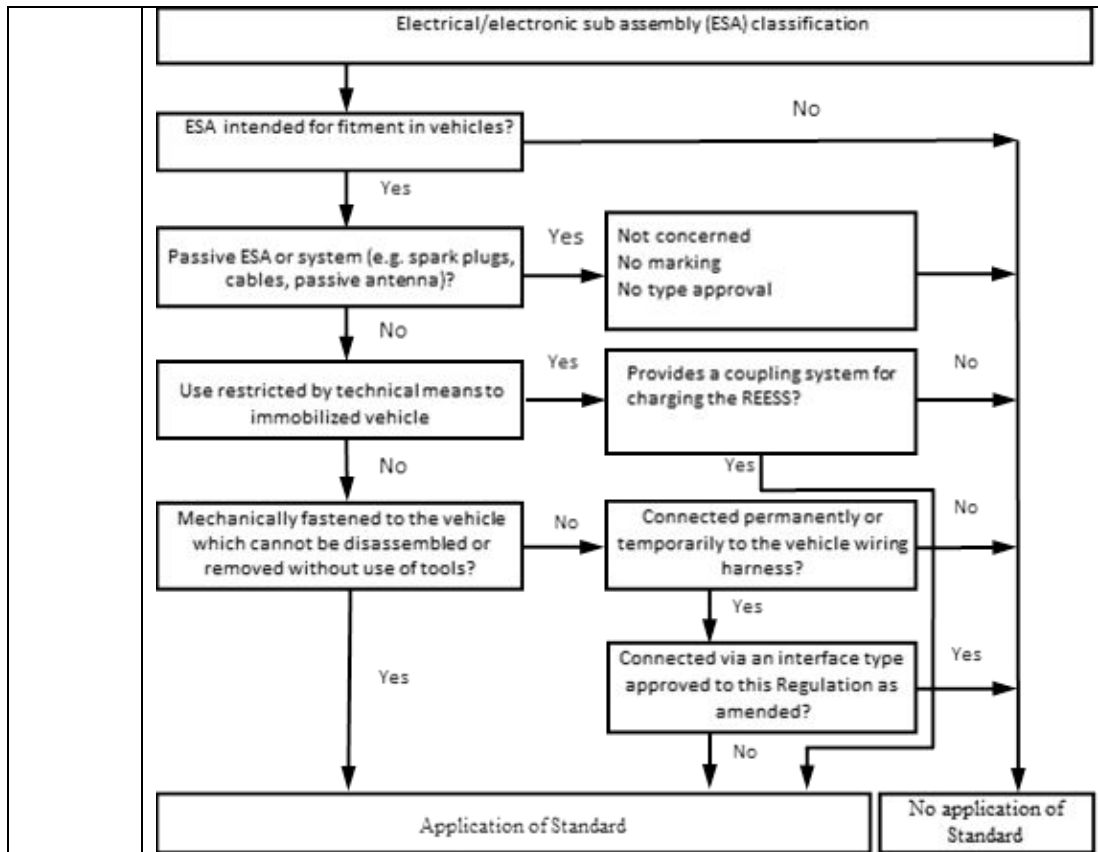 Electrical/electronic sub assembly (ESA) classification
ESA intended for fitment in vehicles?
No
Yes
Passive ESA or system (e.g. spark plugs,
cables, passive antenna)?
Yes
Not concerned
No marking
No type approval
No
Use restricted by technical means to
immobilized vehicle
Yes
Provides a coupling system for
charging the REESS?
No
No
Yes
Mechanically fastened to the vehicle
which cannot be disassembled or
removed without use of tools?
No
Connected permanently or
temporarily to the vehicle wiring
harness?
No
Yes
Yes
Connected via an interface type
approved to this Regulation as
amended?
Yes
No
Application of Standard
No application of
Standard